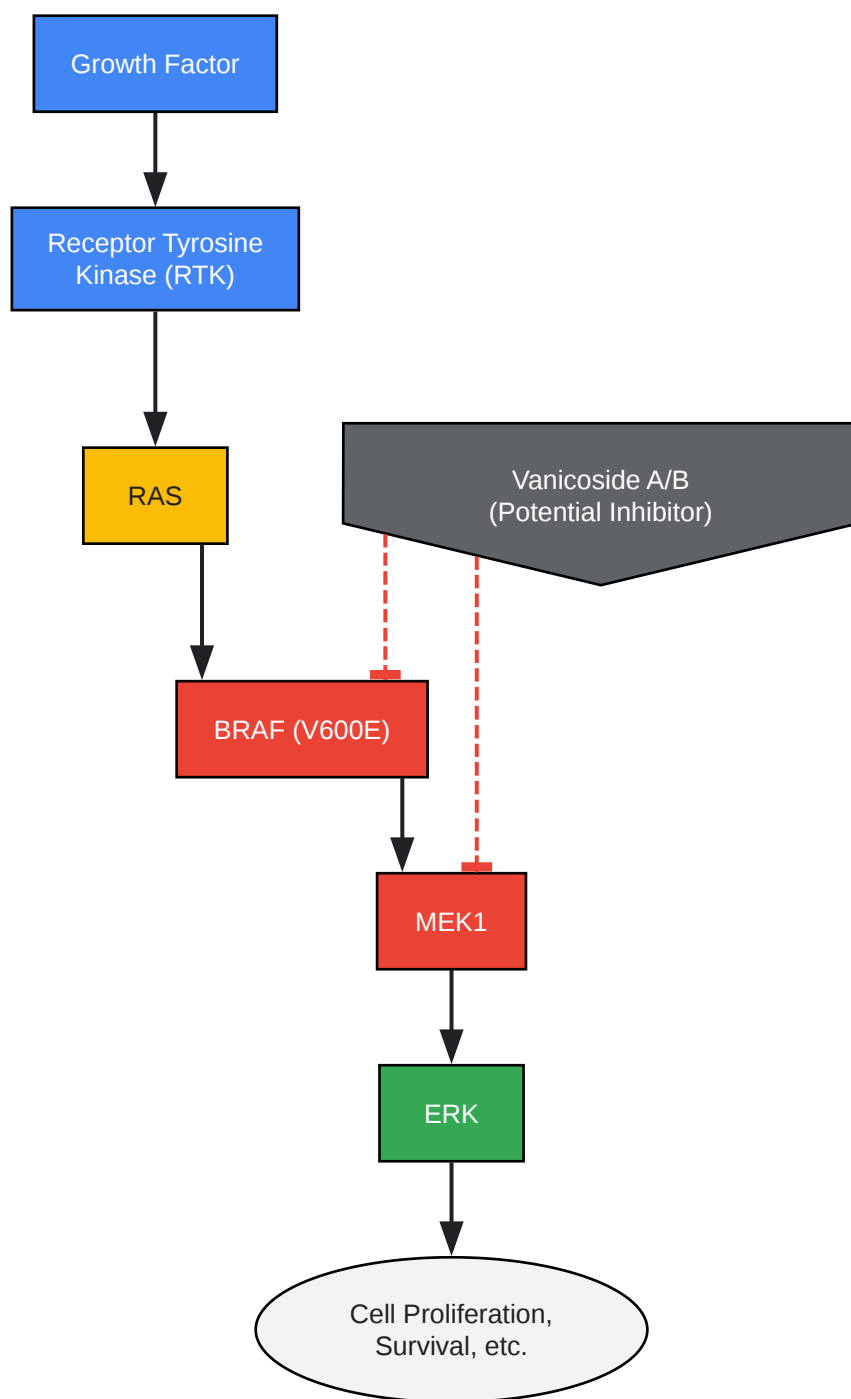 Growth Factor
Receptor Tyrosine
Kinase (RTK)
RAS
Vanicoside A/B
(Potential Inhibitor)
BRAF (V600E)
MEK1
ERK
Cell Proliferation,
Survival, etc.